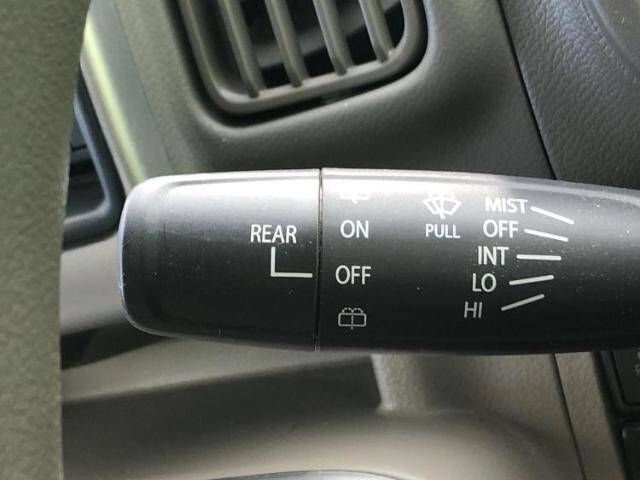 REAR
ON
OFF
PULL
MIST
OFF
INT
LO
HI